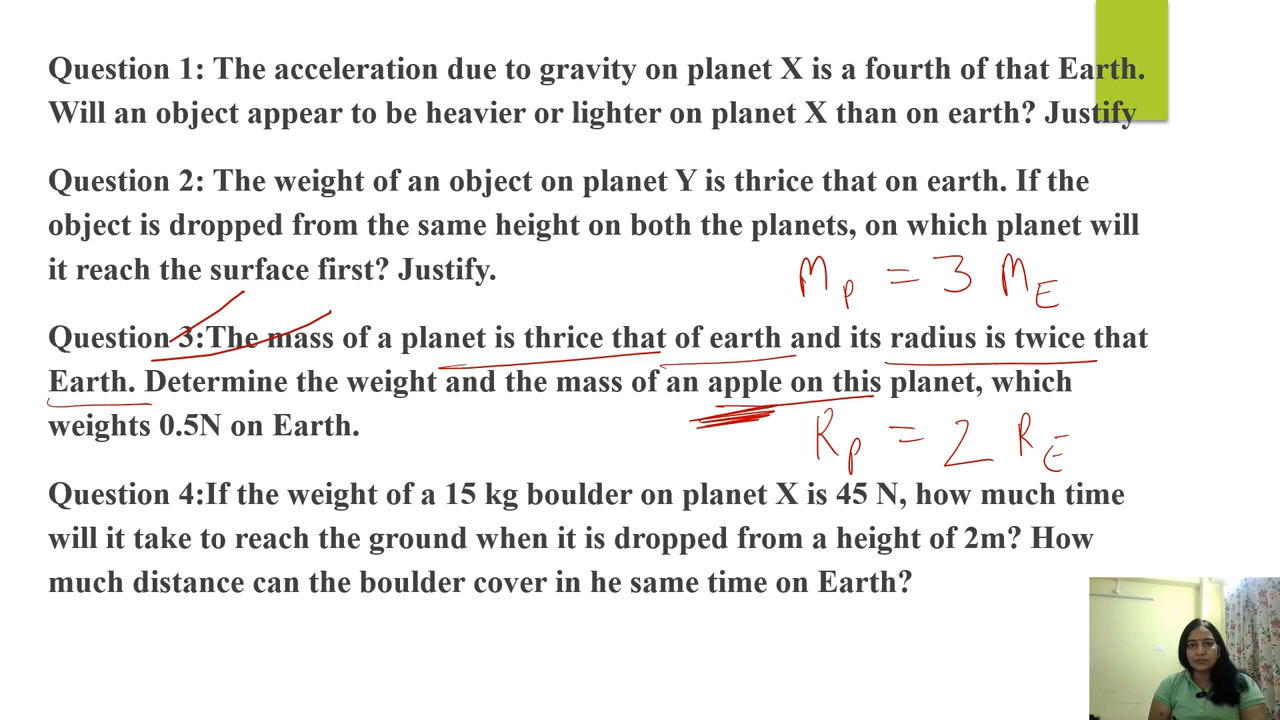 Question 1: The acceleration due to gravity on planet X is a fourth of that Earth.
Will an object appear to be heavier or lighter on planet X than on earth? Justify
Question 2: The weight of an object on planet Y is thrice that on earth. If the
object is dropped from the same height on both the planets, on which planet will
it reach the surface first? Justify.
M_P = 3 M_E
Question 3:The mass of a planet is thrice that of earth and its radius is twice that
Earth. Determine the weight and the mass of an apple on this planet, which
weights 0.5N on Earth.
R_P = 2 R_E
Question 4:If the weight of a 15 kg boulder on planet X is 45 N, how much time
will it take to reach the ground when it is dropped from a height of 2m? How
much distance can the boulder cover in he same time on Earth?